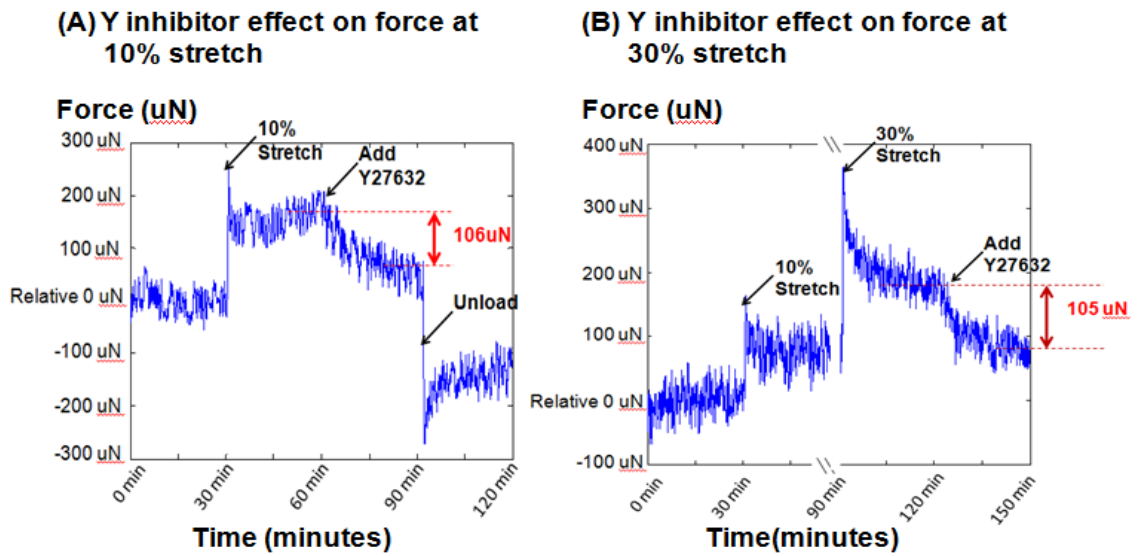 (A) Y inhibitor effect on force at
10% stretch
Force (uN)
300 uN
200 uN
100 uN
Relative 0 uN
-100 uN
-200 uN
-300 uN
10%
Stretch
Add
Y27632
106uN
Unload
0 min
30 min
60 min
90 min
120 min
Time (minutes)
(B) Y inhibitor effect on force at
30% stretch
Force (uN)
400 uN
300 uN
200 uN
100 uN
Relative 0 uN
-100 uN
30%
Stretch
10%
Stretch
Add
Y27632
105 uN
0 min
30 min
90 min
120 min
150 min
Time(minutes)